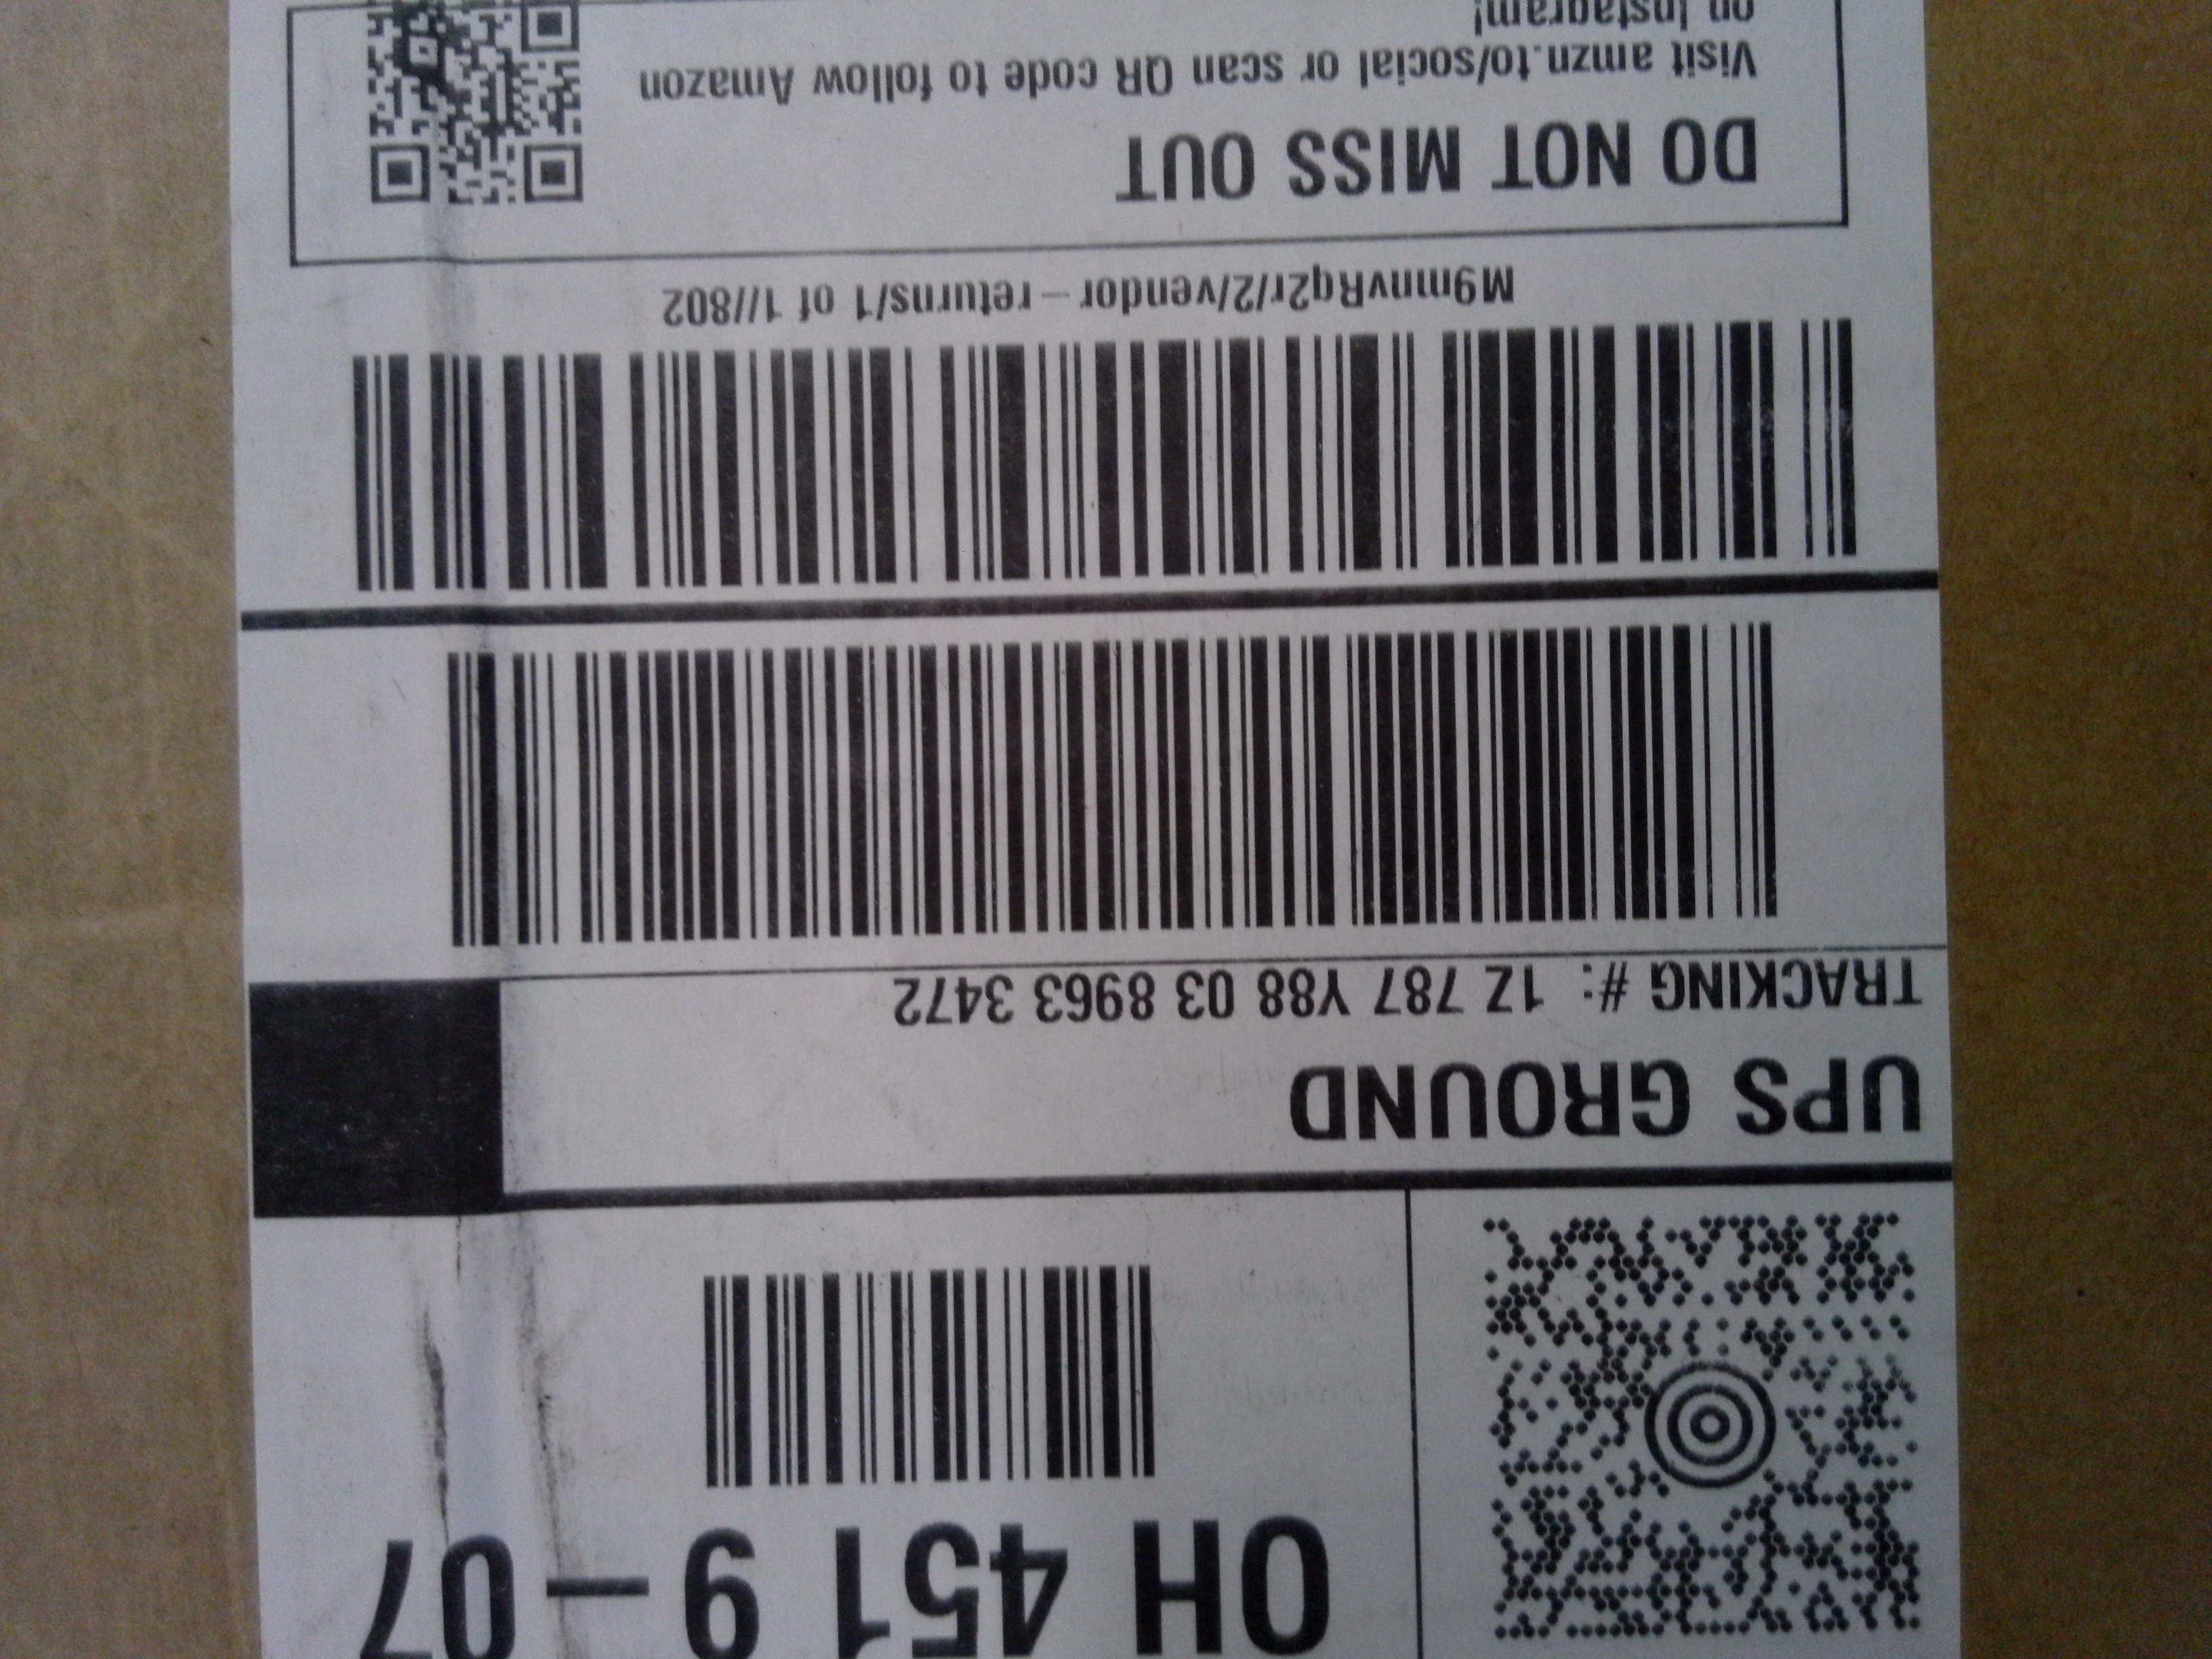 OH 451 9-07
UPS GROUND
TRACKING #: 1Z 787 Y88 03 8963 3472
M9mnvRq2r/2/vendor-returns/1 of 1//802
DO NOT MISS OUT
Visit amzn.to/social or scan QR code to follow Amazon
on Instagram!